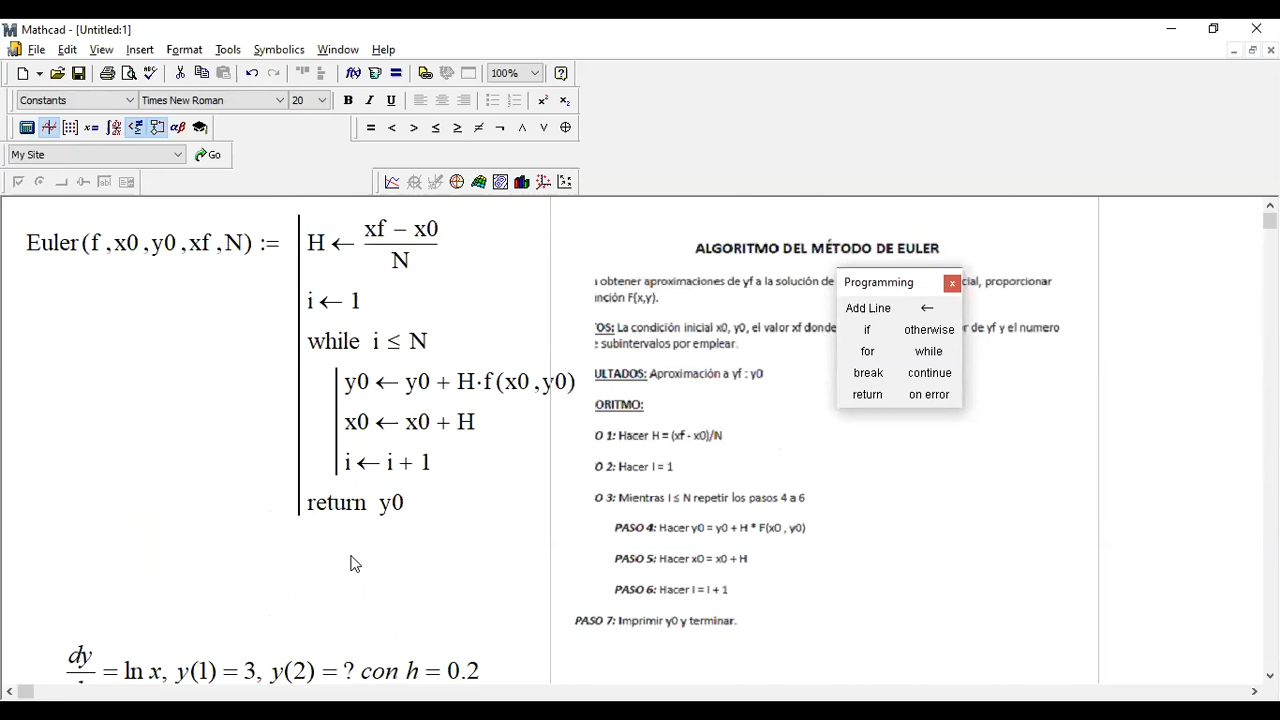 Mathcad - [Untitled:1]
File Edit View Insert Format Tools Symbolics Window Help
100%
Constants Times New Roman 20 B I U
My Site Go
Euler(f,x0,y0,xf,N) := H ← (xf − x0)/N
i ← 1
while i ≤ N
y0 ← y0 + H·f(x0,y0)
x0 ← x0 + H
i ← i + 1
return y0
dy
= ln x, y(1) = 3, y(2) = ? con h = 0.2
ALGORITMO DEL MÉTODO DE EULER
obtener aproximaciones de yf a la solución de
cial, proporcionar
nción F(x,y).
OS: La condición inicial x0, y0, el valor xf donde
r de yf y el numero
e subintervalos por emplear.
ULTADOS: Aproximación a yf : y0
ORITMO:
O 1: Hacer H = (xf - x0)/N
O 2: Hacer I = 1
O 3: Mientras I ≤ N repetir los pasos 4 a 6
PASO 4: Hacer y0 = y0 + H * F(x0 , y0)
PASO 5: Hacer x0 = x0 + H
PASO 6: Hacer I = I + 1
PASO 7: Imprimir y0 y terminar.
Programming x
Add Line ←
if otherwise
for while
break continue
return on error